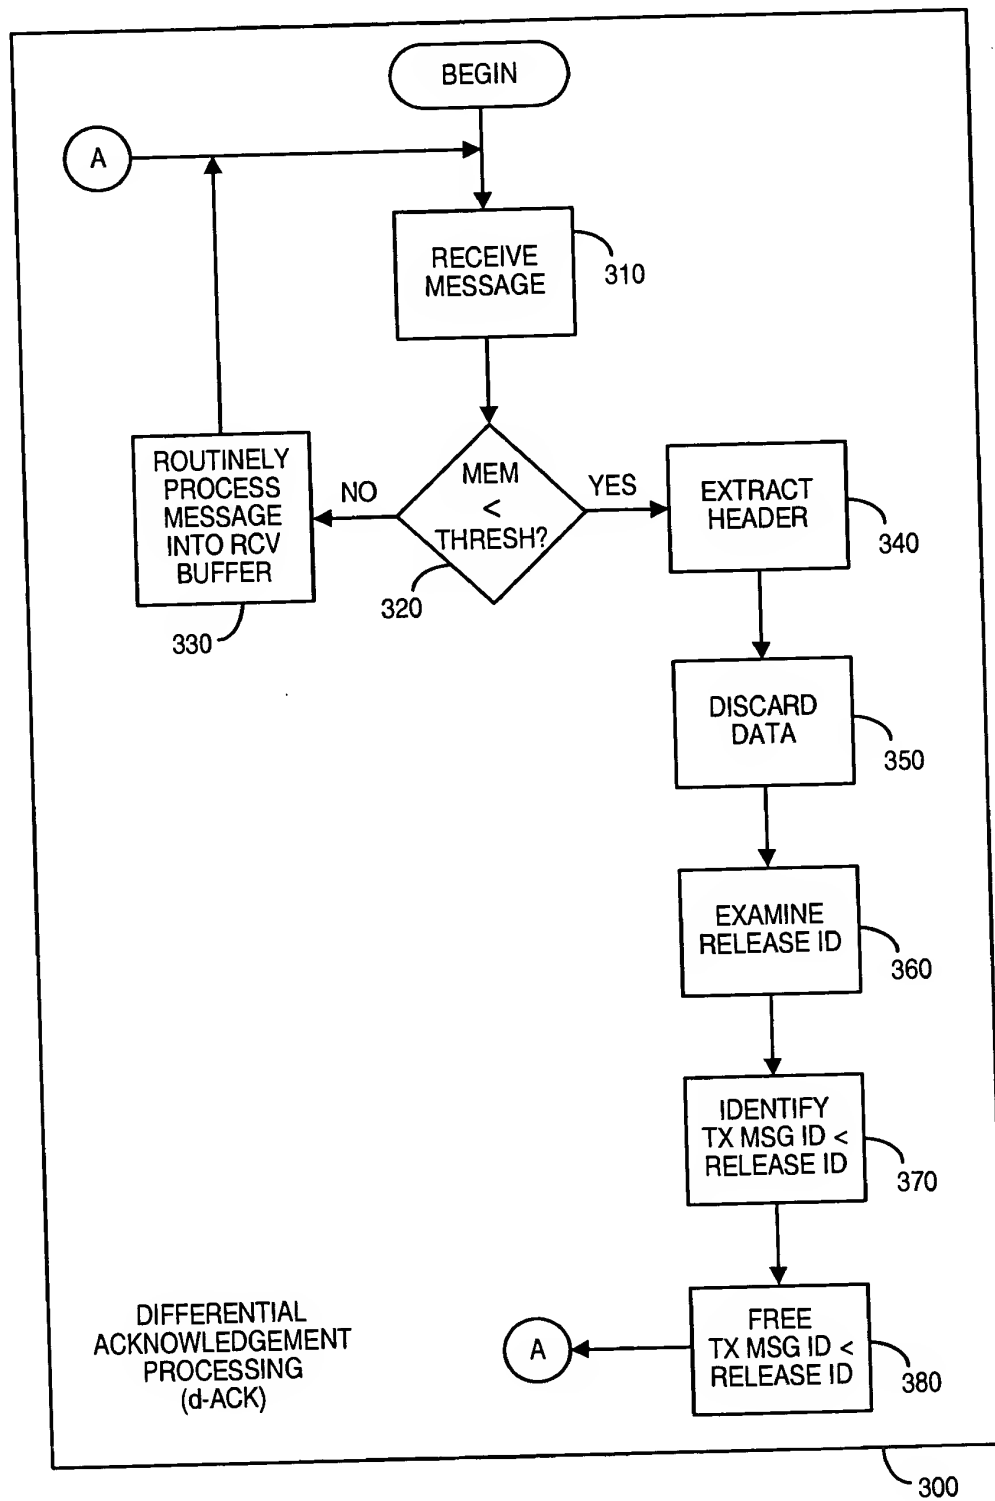 BEGIN
A
RECEIVE
MESSAGE
310
ROUTINELY
PROCESS
MESSAGE
INTO RCV
BUFFER
330
NO
MEM
<
THRESH?
320
YES
EXTRACT
HEADER
340
DISCARD
DATA
350
EXAMINE
RELEASE ID
360
IDENTIFY
TX MSG ID <
RELEASE ID
370
FREE
TX MSG ID <
RELEASE ID
380
A
DIFFERENTIAL
ACKNOWLEDGEMENT
PROCESSING
(d-ACK)
300